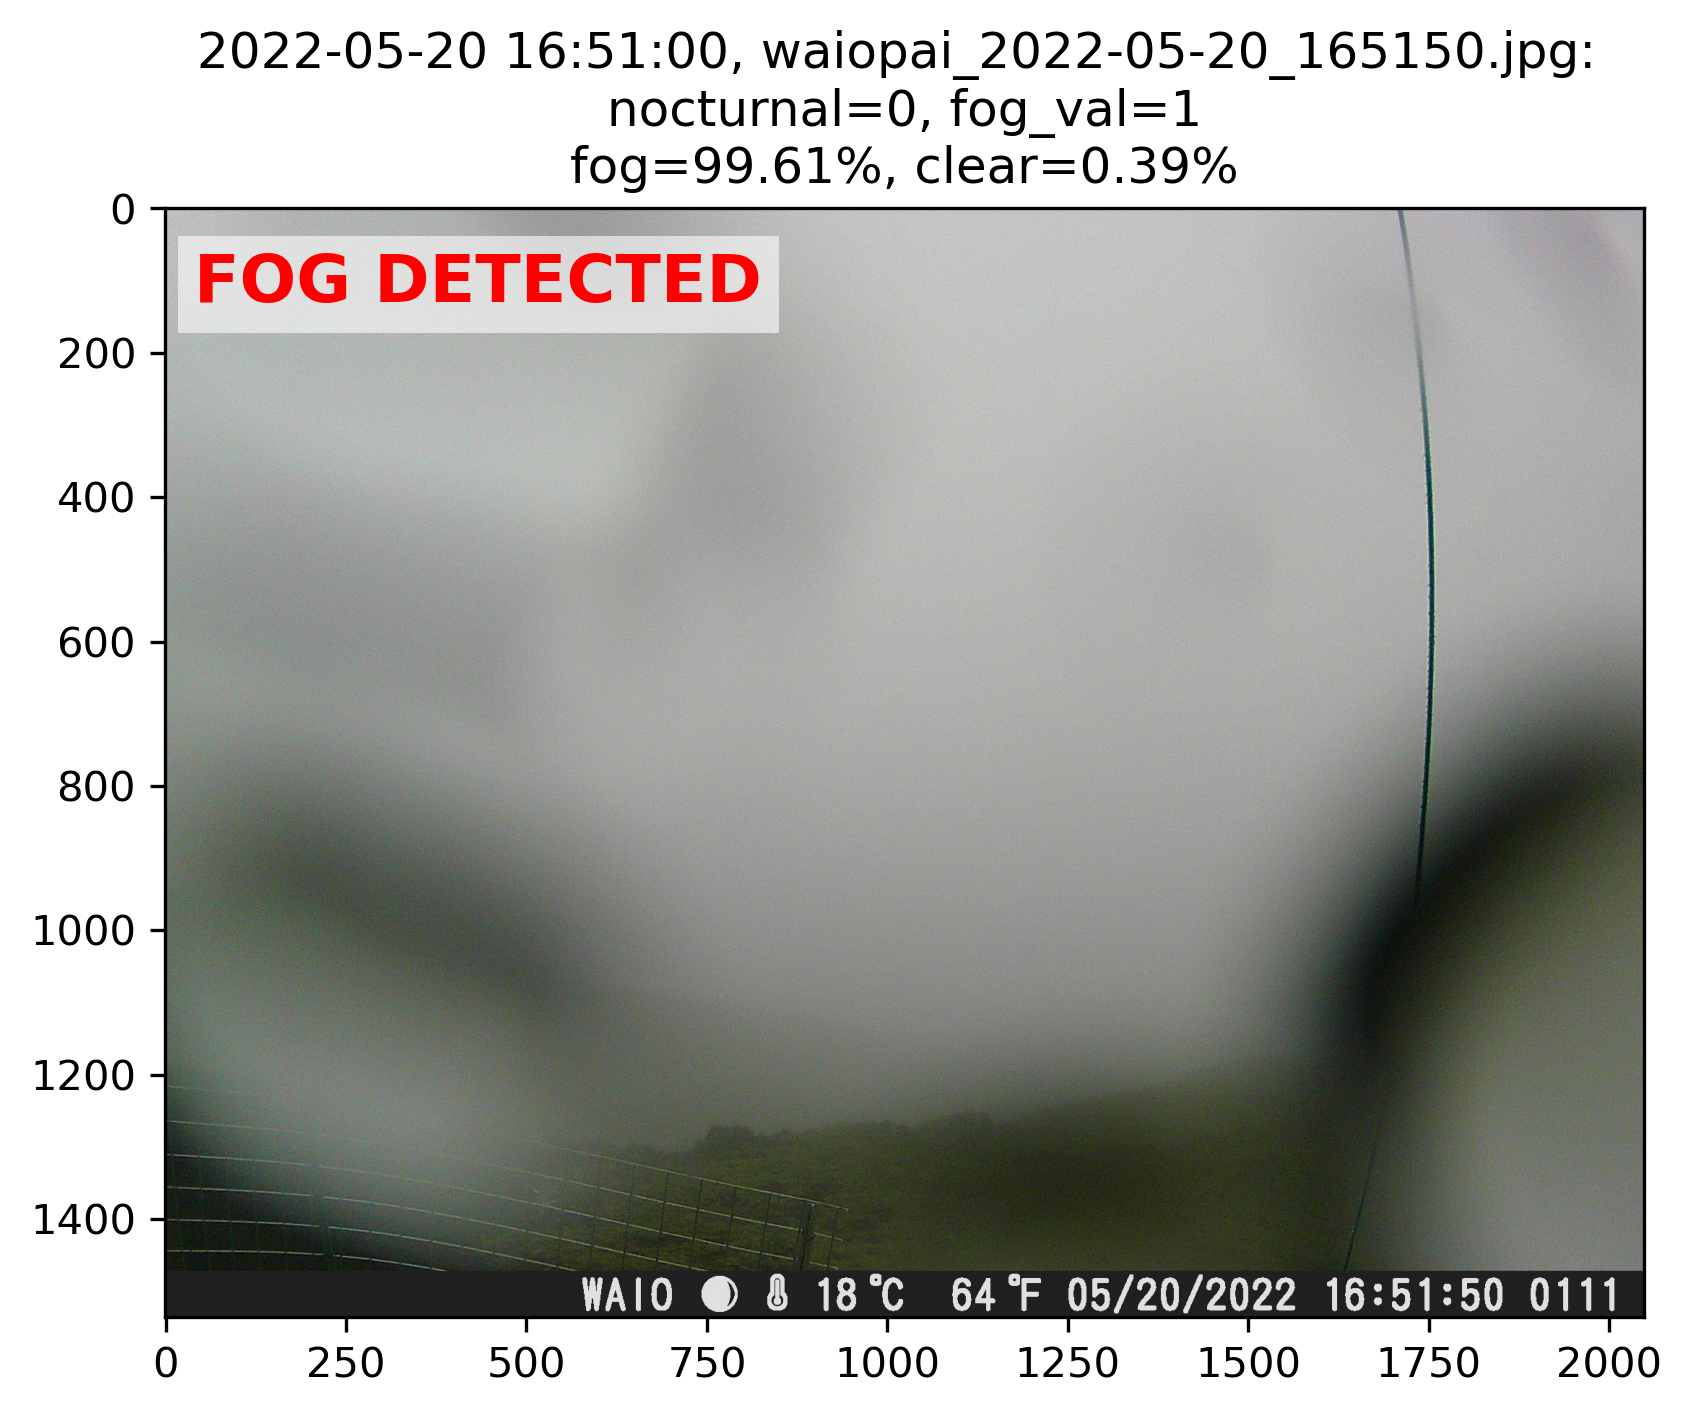 2022-05-20 16:51:00, waiopai_2022-05-20_165150.jpg:
nocturnal=0, fog_val=1
fog=99.61%, clear=0.39%
FOG DETECTED
0
200
400
600
800
1000
1200
1400
WAIO 18°C 64°F 05/20/2022 16:51:50 0111
0 250 500 750 1000 1250 1500 1750 2000